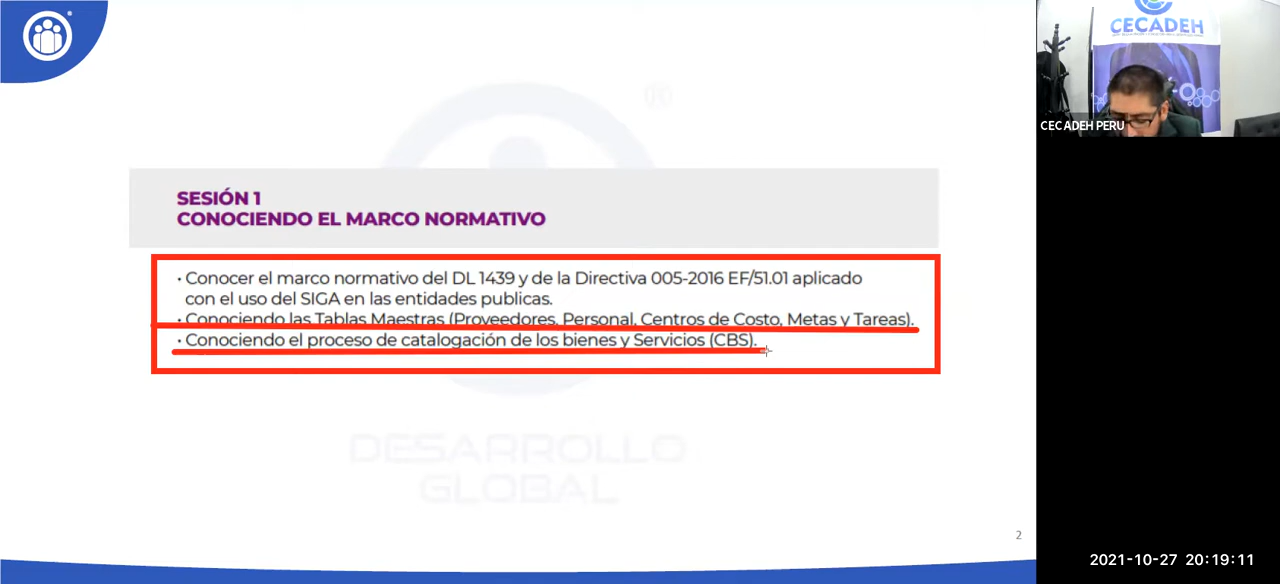 CECADEH
CECADEH PERU
®
SESIÓN 1
CONOCIENDO EL MARCO NORMATIVO
• Conocer el marco normativo del DL 1439 y de la Directiva 005-2016 EF/51.01 aplicado
con el uso del SIGA en las entidades publicas.
• Conociendo las Tablas Maestras (Proveedores, Personal, Centros de Costo, Metas y Tareas).
• Conociendo el proceso de catalogación de los bienes y Servicios (CBS).
DESARROLLO
GLOBAL
2
2021-10-27 20:19:11